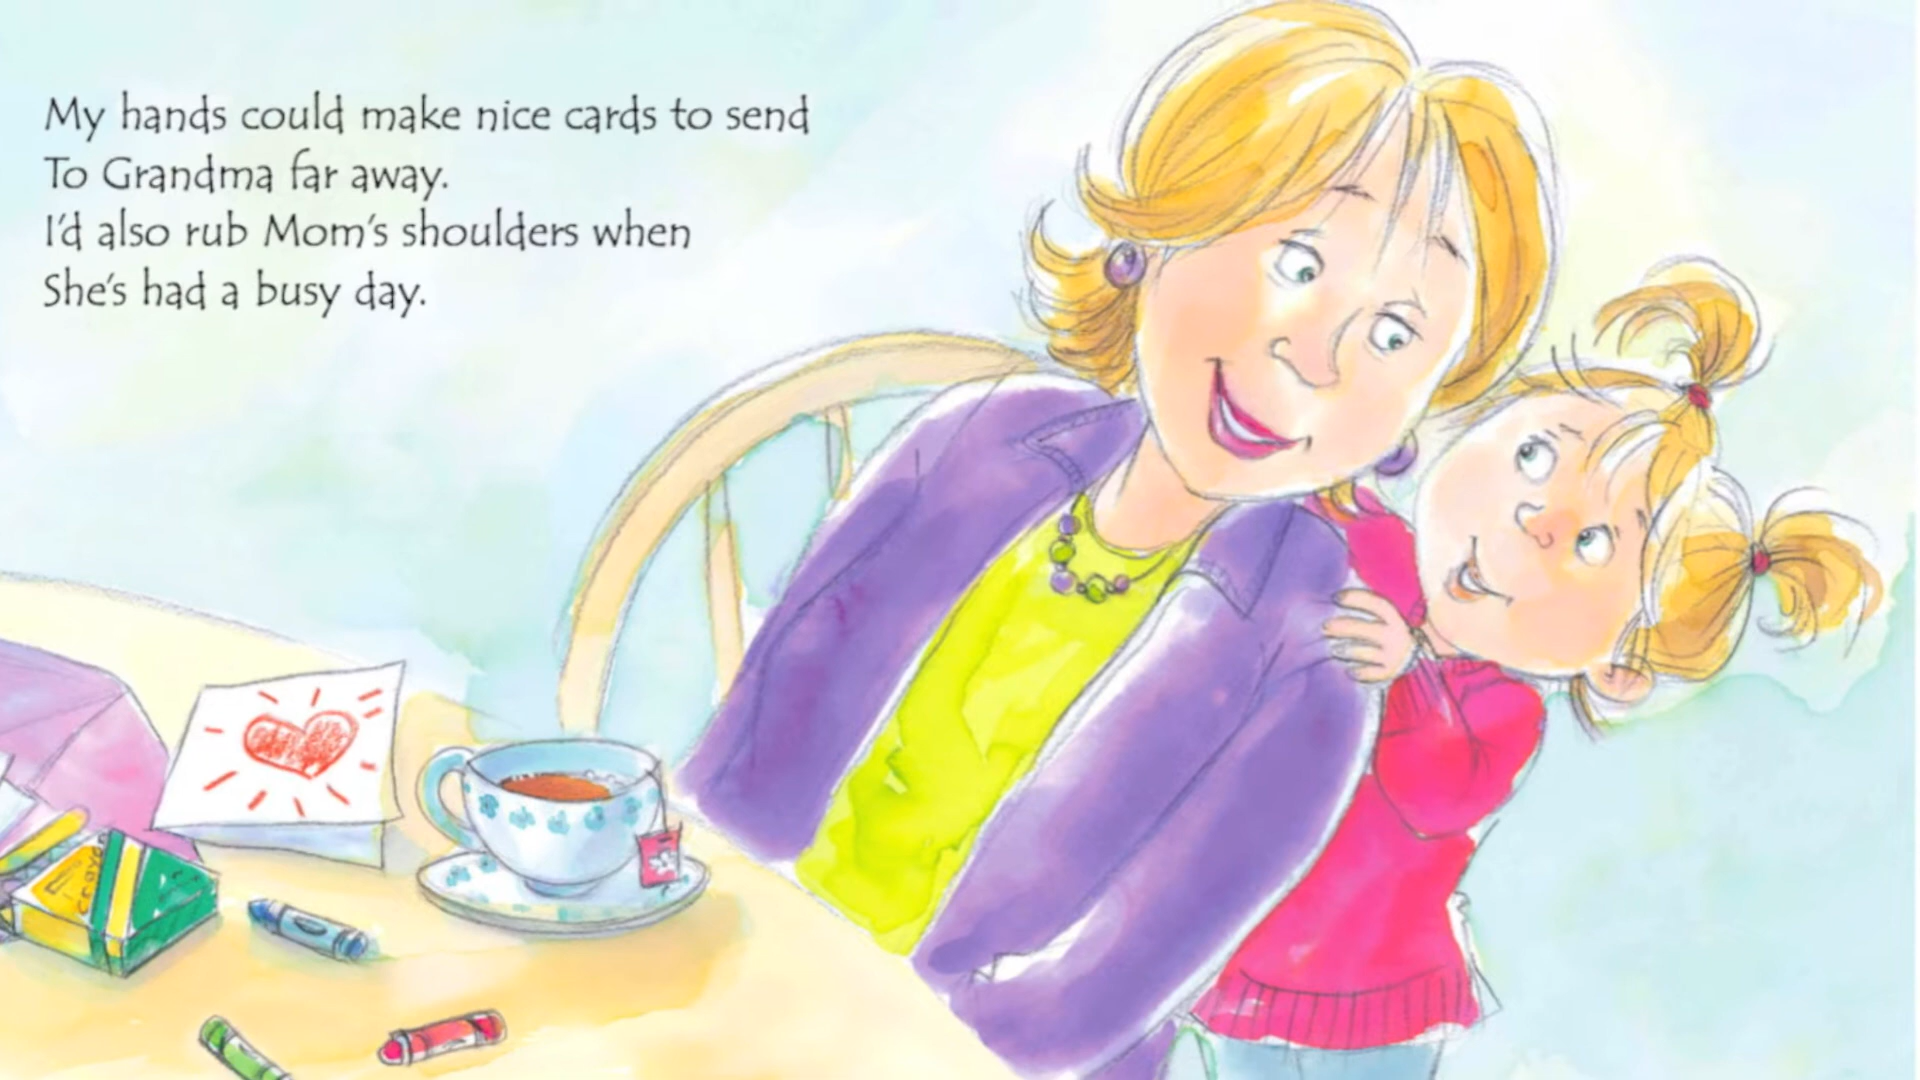 My hands could make nice cards to send
To Grandma far away.
I'd also rub Mom's shoulders when
She's had a busy day.
crayon